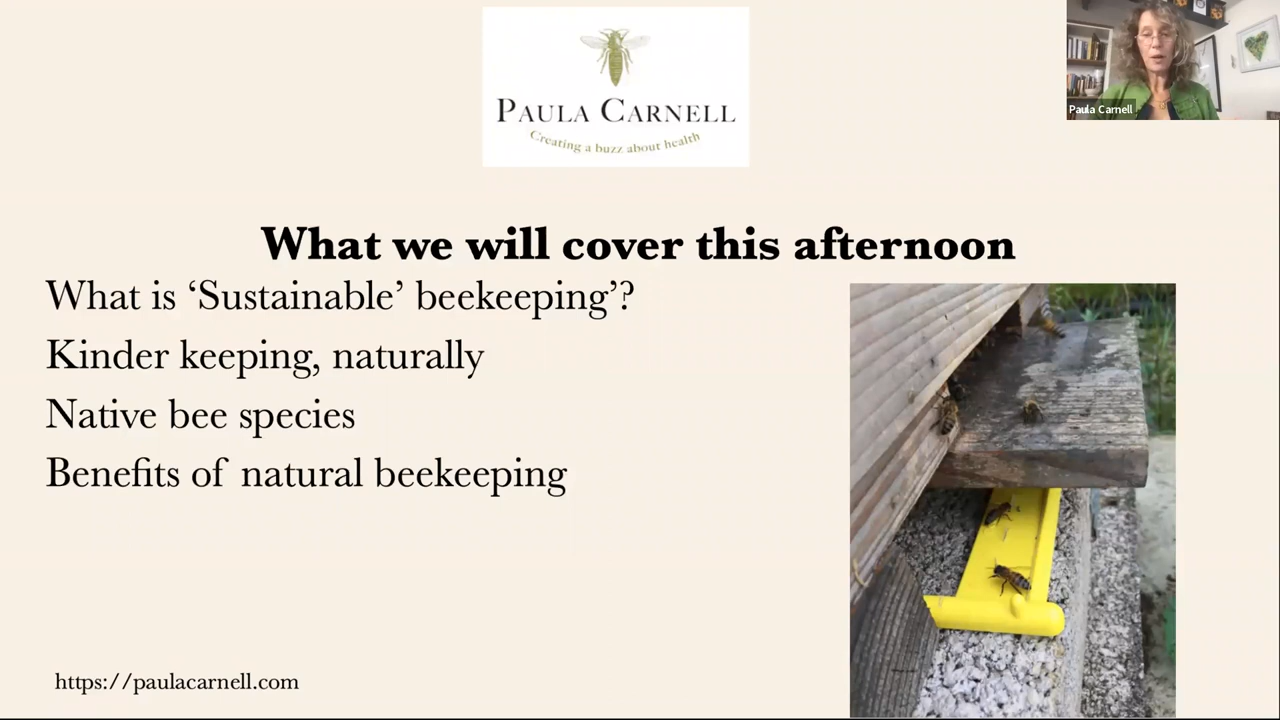 PAULA CARNELL
Creating a buzz about health
Paula Carnell
What we will cover this afternoon
What is ‘Sustainable’ beekeeping’?
Kinder keeping, naturally
Native bee species
Benefits of natural beekeeping
https://paulacarnell.com